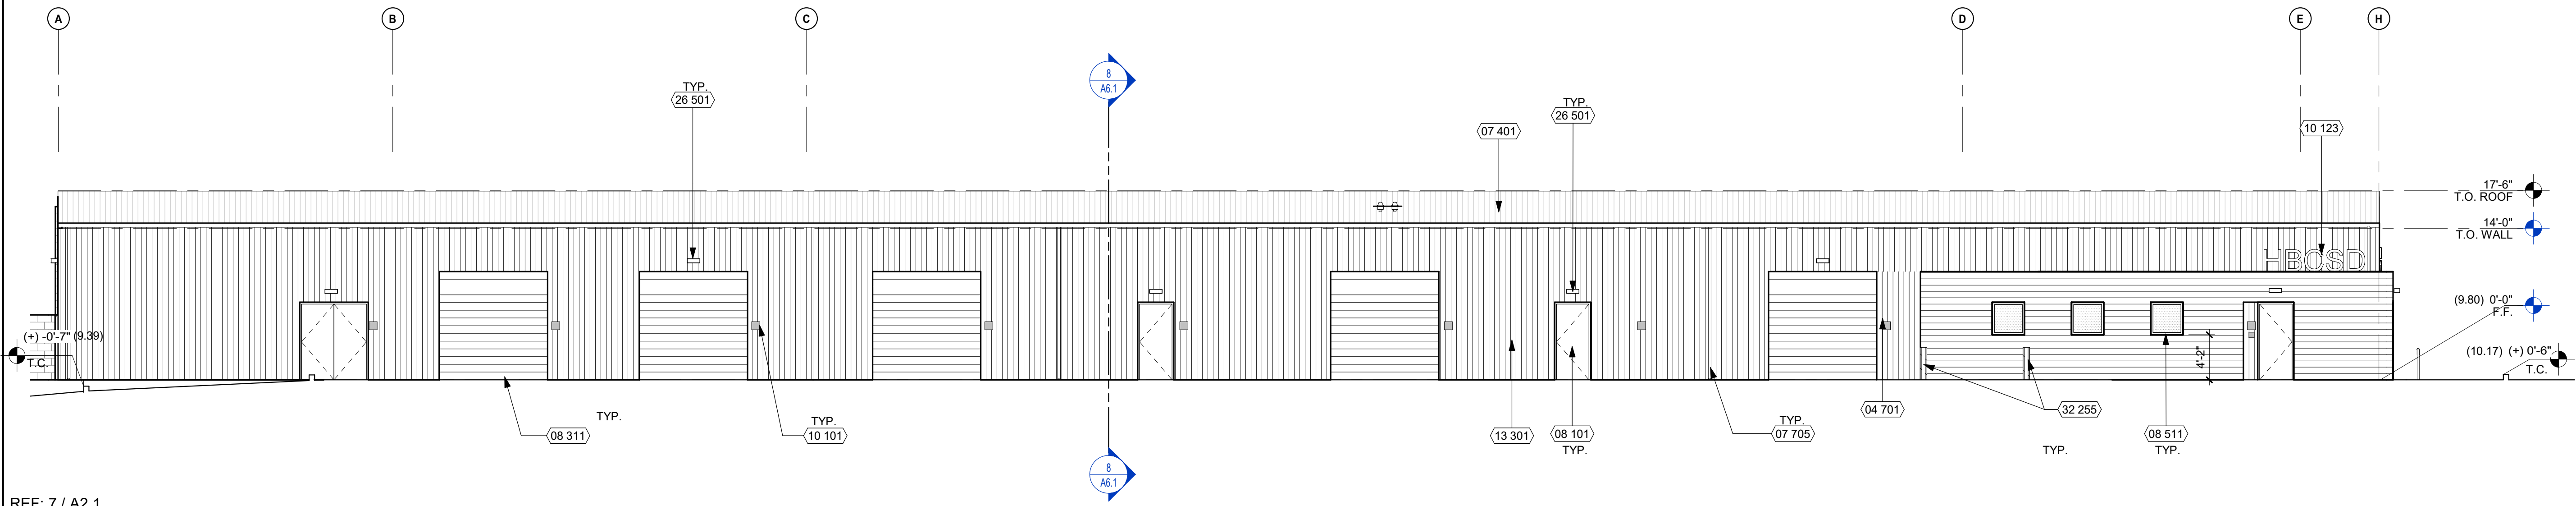 A
B
C
D
E
H
8
A6.1
TYP.
26 501
TYP.
26 501
07 401
10 123
17'-6"
T.O. ROOF
14'-0"
T.O. WALL
HBCSD
(9.80) 0'-0"
F.F.
(+) -0'-7" (9.39)
T.C.
4'-2"
(10.17) (+) 0'-6"
T.C.
TYP.
08 311
TYP.
10 101
13 301
08 101
TYP.
TYP.
07 705
04 701
32 255
TYP.
08 511
TYP.
8
A6.1
REF: 7 / A2.1